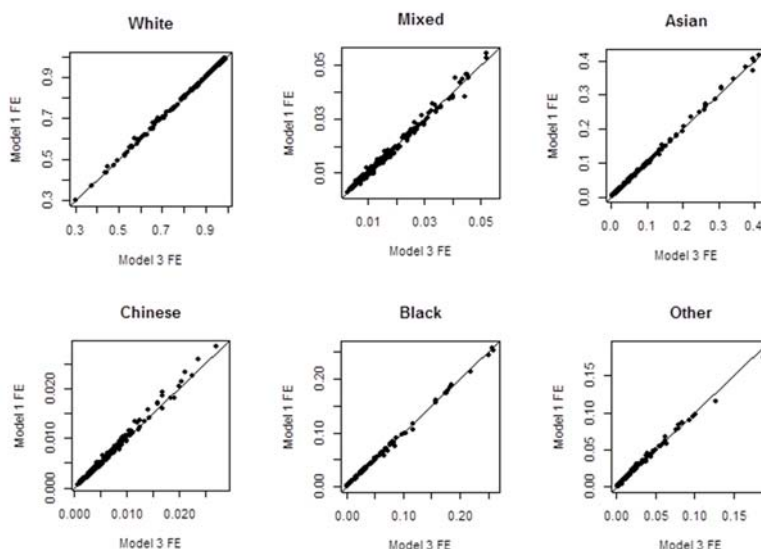 White
Mixed
Asian
Model 1 FE
0.3 0.5 0.7 0.9
0.3 0.5 0.7 0.9
Model 3 FE
Model 1 FE
0.01 0.03 0.05
0.01 0.03 0.05
Model 3 FE
Model 1 FE
0.0 0.1 0.2 0.3 0.4
0.0 0.1 0.2 0.3 0.4
Model 3 FE
Chinese
Black
Other
Model 1 FE
0.000 0.010 0.020
0.000 0.010 0.020
Model 3 FE
Model 1 FE
0.00 0.10 0.20
0.00 0.10 0.20
Model 3 FE
Model 1 FE
0.00 0.05 0.10 0.15
0.00 0.05 0.10 0.15
Model 3 FE